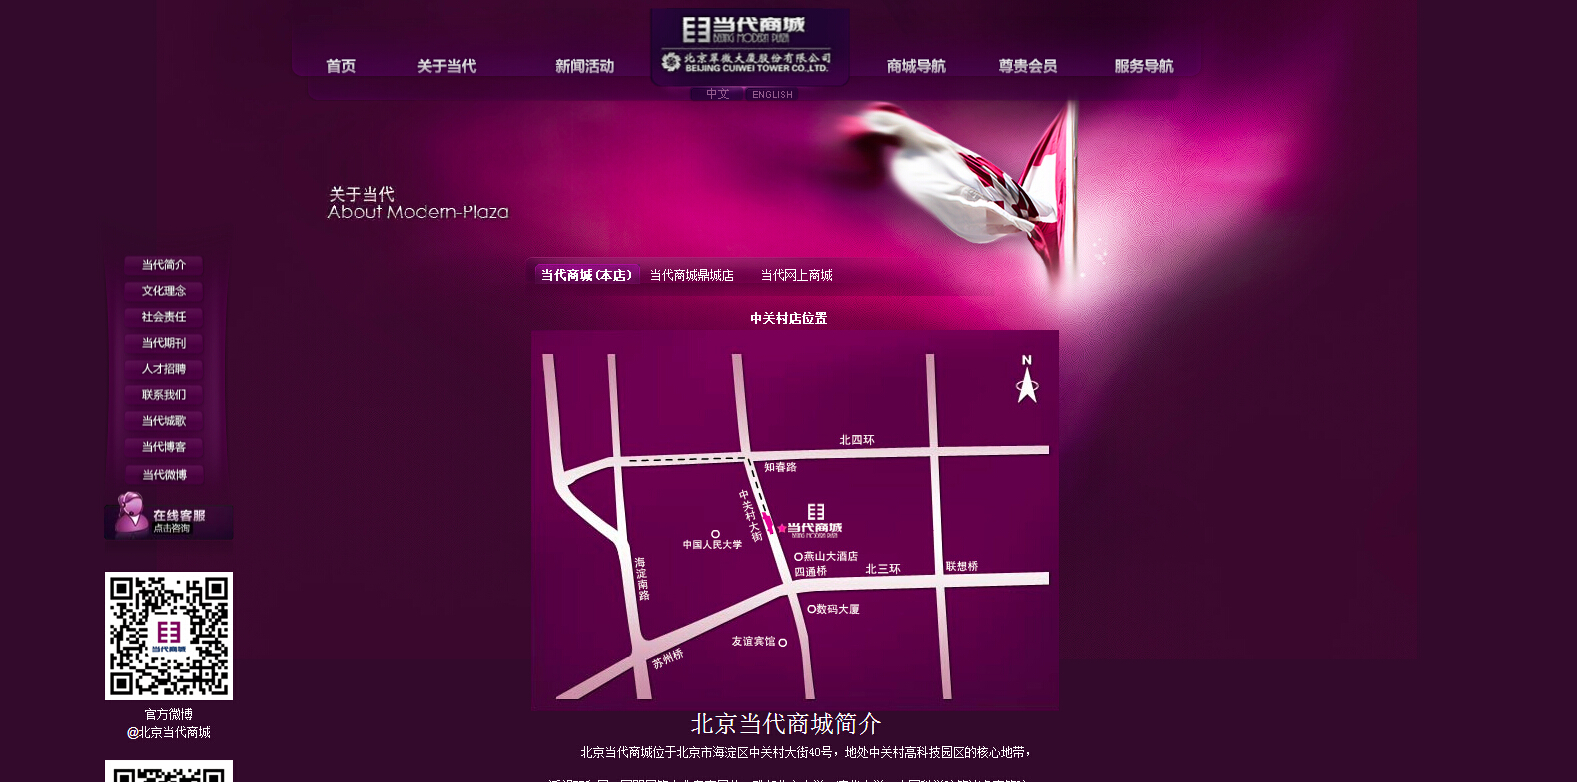 当代商城
BEIJING MODERN PLAZA
北京翠微大厦股份有限公司
BEIJING CUIWEI TOWER CO.,LTD.
首页 关于当代 新闻活动 商城导航 尊贵会员 服务导航
中文 ENGLISH
关于当代
About Modern-Plaza
当代简介
文化理念
社会责任
当代期刊
人才招聘
联系我们
当代城歌
当代博客
当代微博
在线客服
点击咨询
当代商城
官方微博
@北京当代商城
当代商城(本店) 当代商城鼎城店 当代网上商城
中关村店位置
N
北四环
知春路
中关村大街
当代商城
BEIJING MODERN PLAZA
中国人民大学
燕山大酒店
四通桥
北三环
联想桥
海淀南路
数码大厦
友谊宾馆
苏州桥
北京当代商城简介
北京当代商城位于北京市海淀区中关村大街40号，地处中关村高科技园区的核心地带，